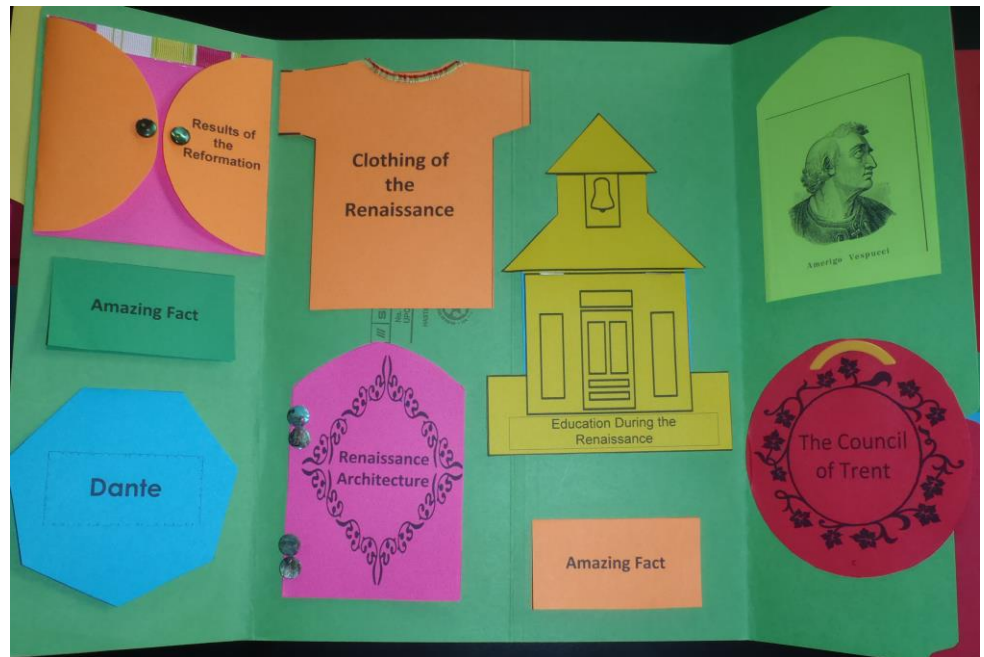 Results of
the
Reformation
Clothing of
the
Renaissance
Amerigo Vespucci
Amazing Fact
Dante
Renaissance
Architecture
Education During the
Renaissance
Amazing Fact
The Council
of Trent